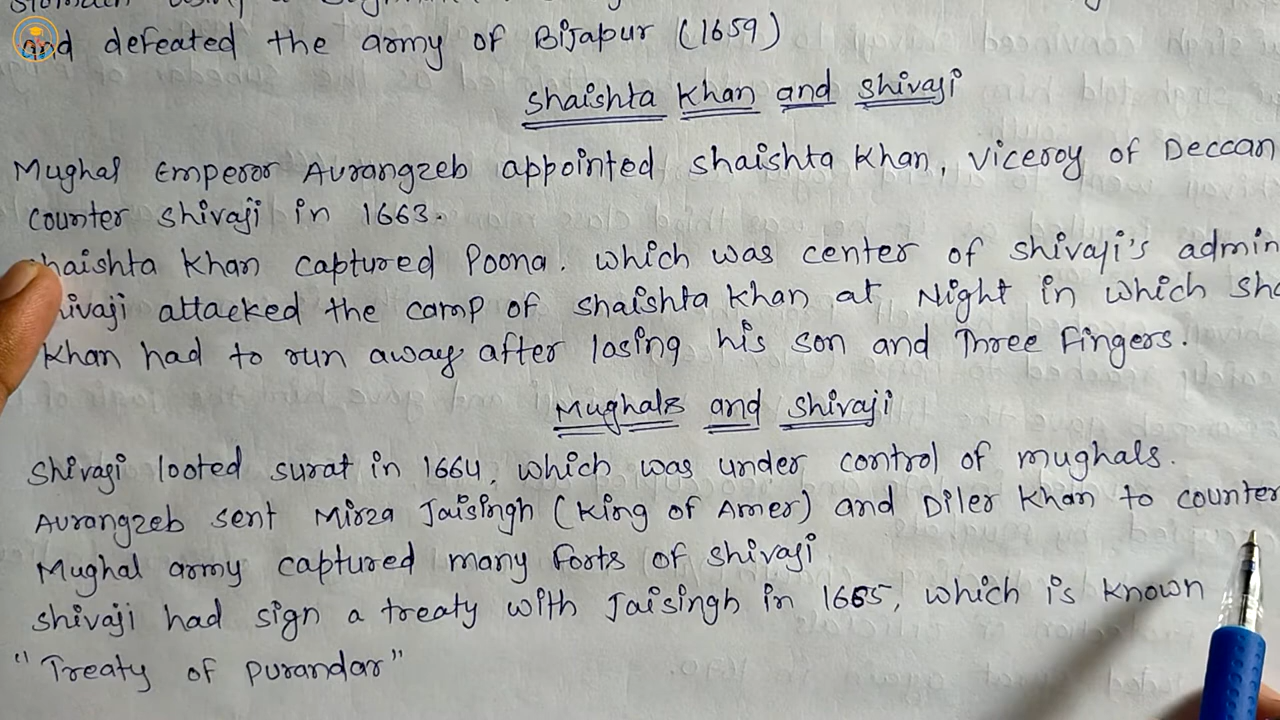 and defeated the army of Bijapur (1659)
Shaishta Khan and Shivaji
Mughal Emperor Aurangzeb appointed Shaishta Khan, Viceroy of Deccan
counter Shivaji in 1663.
Shaishta Khan captured Poona. which was center of Shivaji's admin
Shivaji attacked the camp of Shaishta Khan at Night in which Sha
Khan had to run away after losing his son and Three Fingers.
Mughals and Shivaji
Shivaji looted surat in 1664, which was under control of mughals.
Aurangzeb sent Mirza Jaisingh (King of Amer) and Diler Khan to counter
Mughal army captured many forts of Shivaji
Shivaji had sign a treaty with Jaisingh in 1665, which is known
"Treaty of Purandar"